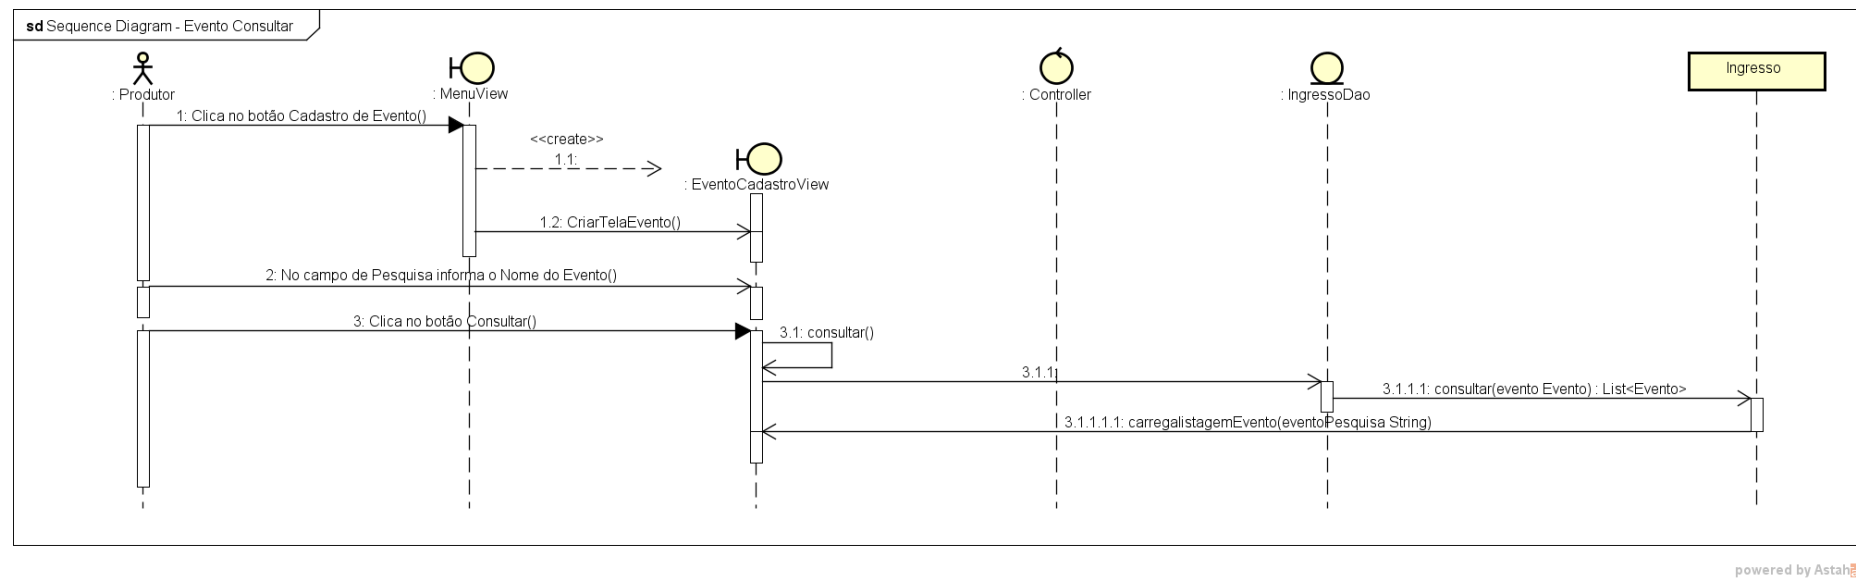 sd Sequence Diagram - Evento Consultar
: Produtor
: MenuView
: Controller
: IngressoDao
Ingresso
1: Clica no botão Cadastro de Evento()
<<create>>
1.1:
: EventoCadastroView
1.2: CriarTelaEvento()
2: No campo de Pesquisa informa o Nome do Evento()
3: Clica no botão Consultar()
3.1: consultar()
3.1.1:
3.1.1.1: consultar(evento Evento) : List<Evento>
3.1.1.1.1: carregalistagemEvento(eventoPesquisa String)
powered by Astah